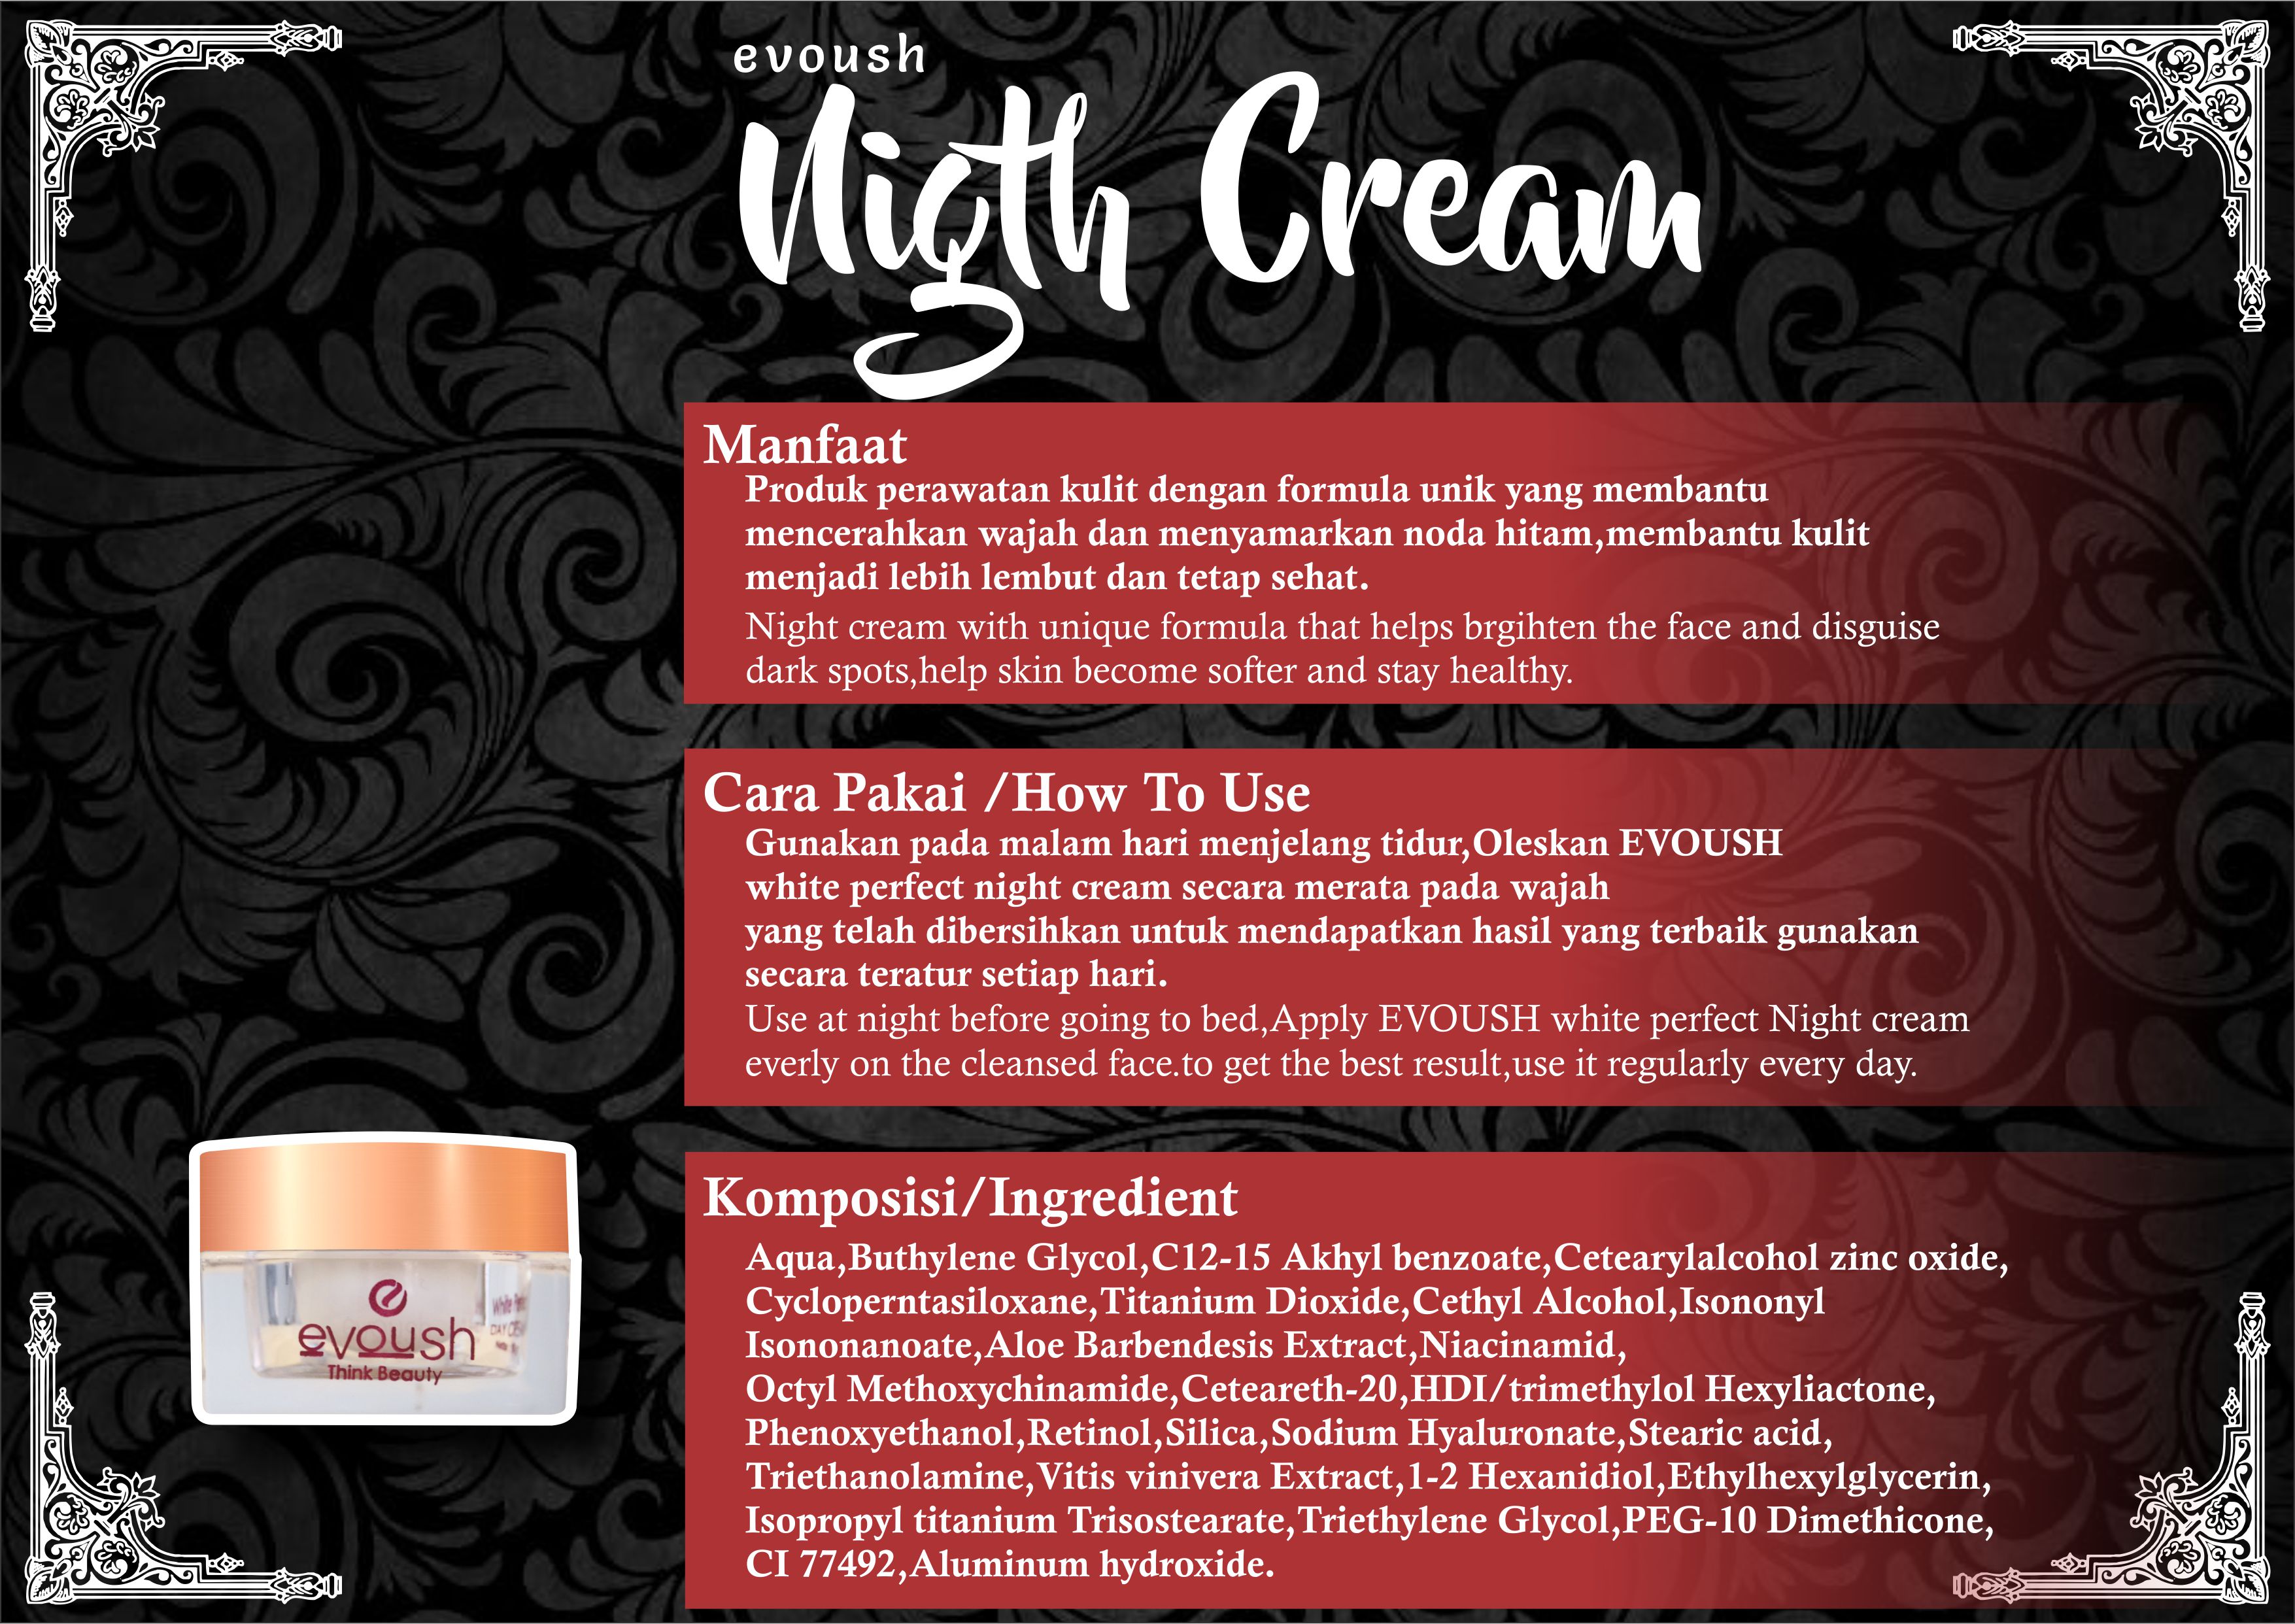 evoush
Nigth Cream
Manfaat
Produk perawatan kulit dengan formula unik yang membantu
mencerahkan wajah dan menyamarkan noda hitam,membantu kulit
menjadi lebih lembut dan tetap sehat.
Night cream with unique formula that helps brgihten the face and disguise
dark spots,help skin become softer and stay healthy.
Cara Pakai /How To Use
Gunakan pada malam hari menjelang tidur,Oleskan EVOUSH
white perfect night cream secara merata pada wajah
yang telah dibersihkan untuk mendapatkan hasil yang terbaik gunakan
secara teratur setiap hari.
Use at night before going to bed,Apply EVOUSH white perfect Night cream
everly on the cleansed face.to get the best result,use it regularly every day.
Komposisi/Ingredient
Aqua,Buthylene Glycol,C12-15 Akhyl benzoate,Cetearylalcohol zinc oxide,
Cycloperntasiloxane,Titanium Dioxide,Cethyl Alcohol,Isononyl
Isononanoate,Aloe Barbendesis Extract,Niacinamid,
Octyl Methoxychinamide,Ceteareth-20,HDI/trimethylol Hexyliactone,
Phenoxyethanol,Retinol,Silica,Sodium Hyaluronate,Stearic acid,
Triethanolamine,Vitis vinivera Extract,1-2 Hexanidiol,Ethylhexylglycerin,
Isopropyl titanium Trisostearate,Triethylene Glycol,PEG-10 Dimethicone,
CI 77492,Aluminum hydroxide.
evoush
Think Beauty
White
DAY